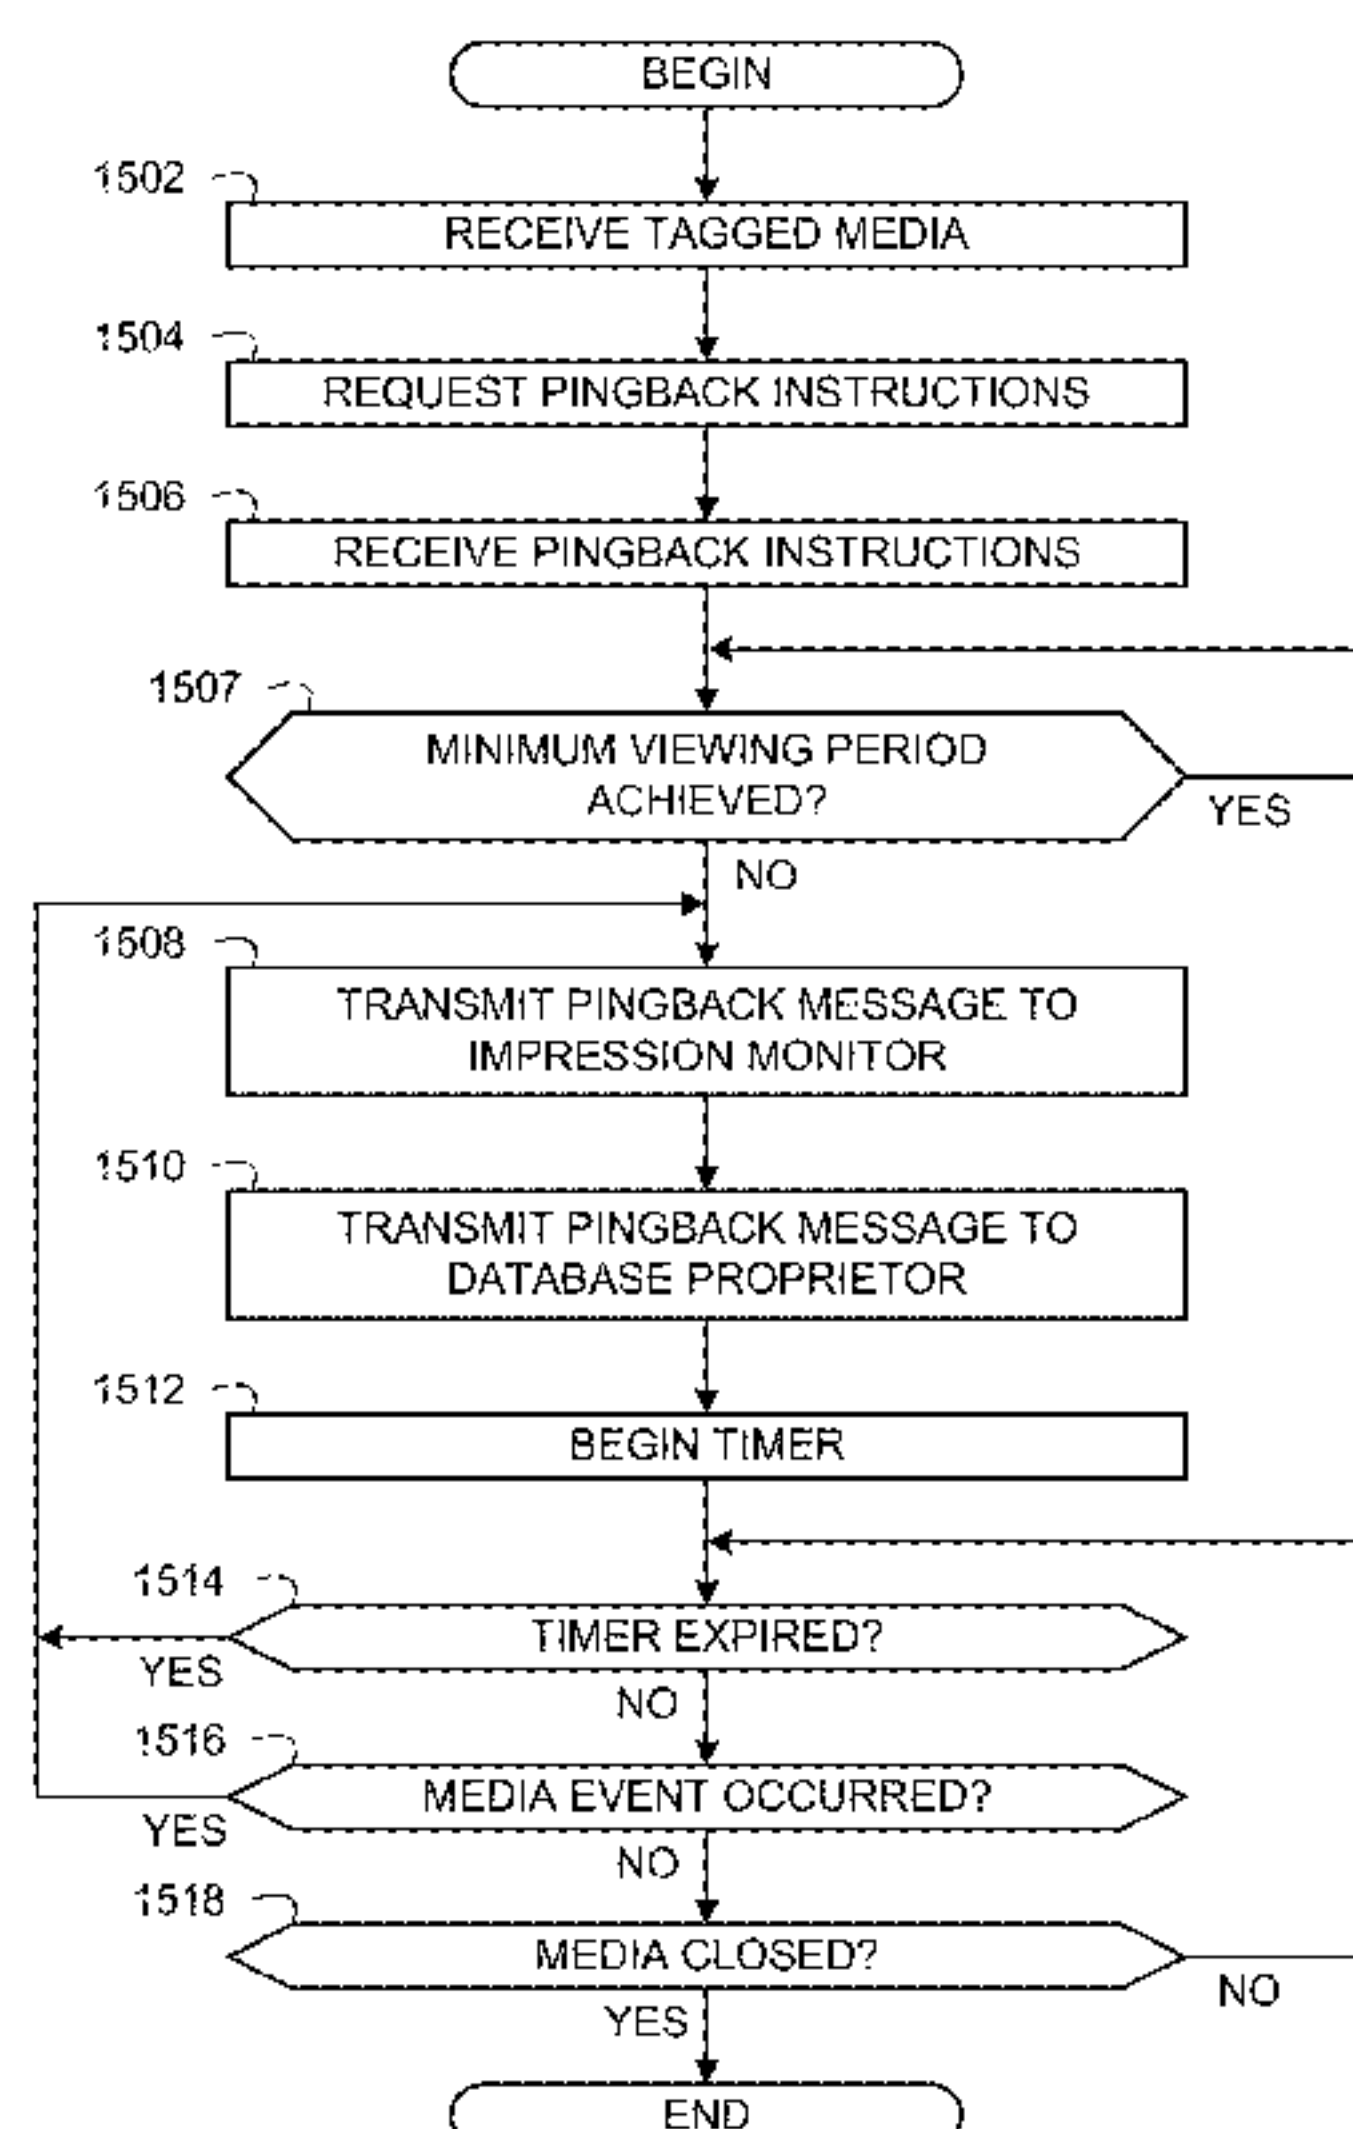 BEGIN
1502
RECEIVE TAGGED MEDIA
1504
REQUEST PINGBACK INSTRUCTIONS
1506
RECEIVE PINGBACK INSTRUCTIONS
1507
MINIMUM VIEWING PERIOD
ACHIEVED?
YES
NO
1508
TRANSMIT PINGBACK MESSAGE TO
IMPRESSION MONITOR
1510
TRANSMIT PINGBACK MESSAGE TO
DATABASE PROPRIETOR
1512
BEGIN TIMER
1514
TIMER EXPIRED?
YES
NO
1516
MEDIA EVENT OCCURRED?
YES
NO
1518
MEDIA CLOSED?
NO
YES
END